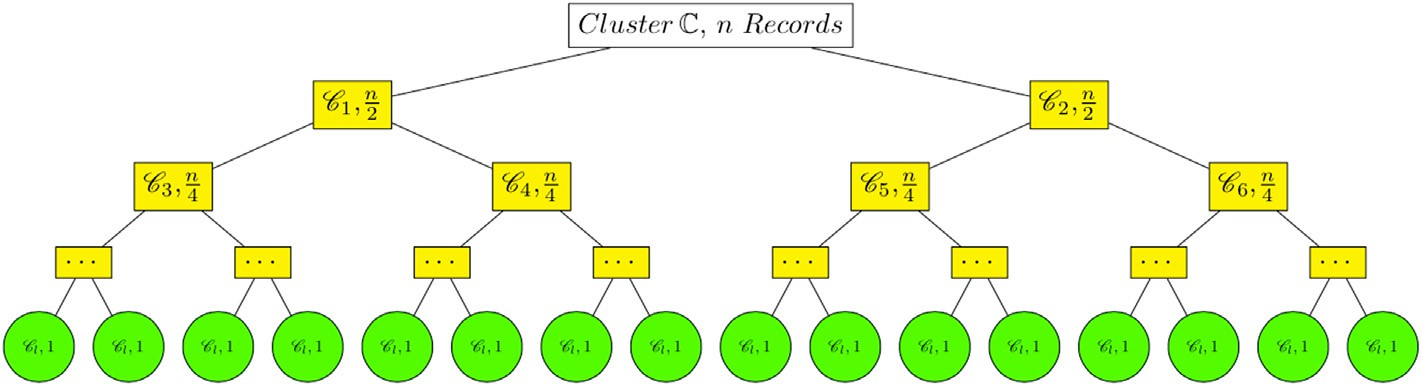 Cluster ℂ, n Records
𝒞₁, n/2 𝒞₂, n/2
𝒞₃, n/4 𝒞₄, n/4 𝒞₅, n/4 𝒞₆, n/4
... ... ... ... ... ... ... ...
𝒞ₗ, 1 𝒞ₗ, 1 𝒞ₗ, 1 𝒞ₗ, 1 𝒞ₗ, 1 𝒞ₗ, 1 𝒞ₗ, 1 𝒞ₗ, 1 𝒞ₗ, 1 𝒞ₗ, 1 𝒞ₗ, 1 𝒞ₗ, 1 𝒞ₗ, 1 𝒞ₗ, 1 𝒞ₗ, 1 𝒞ₗ, 1